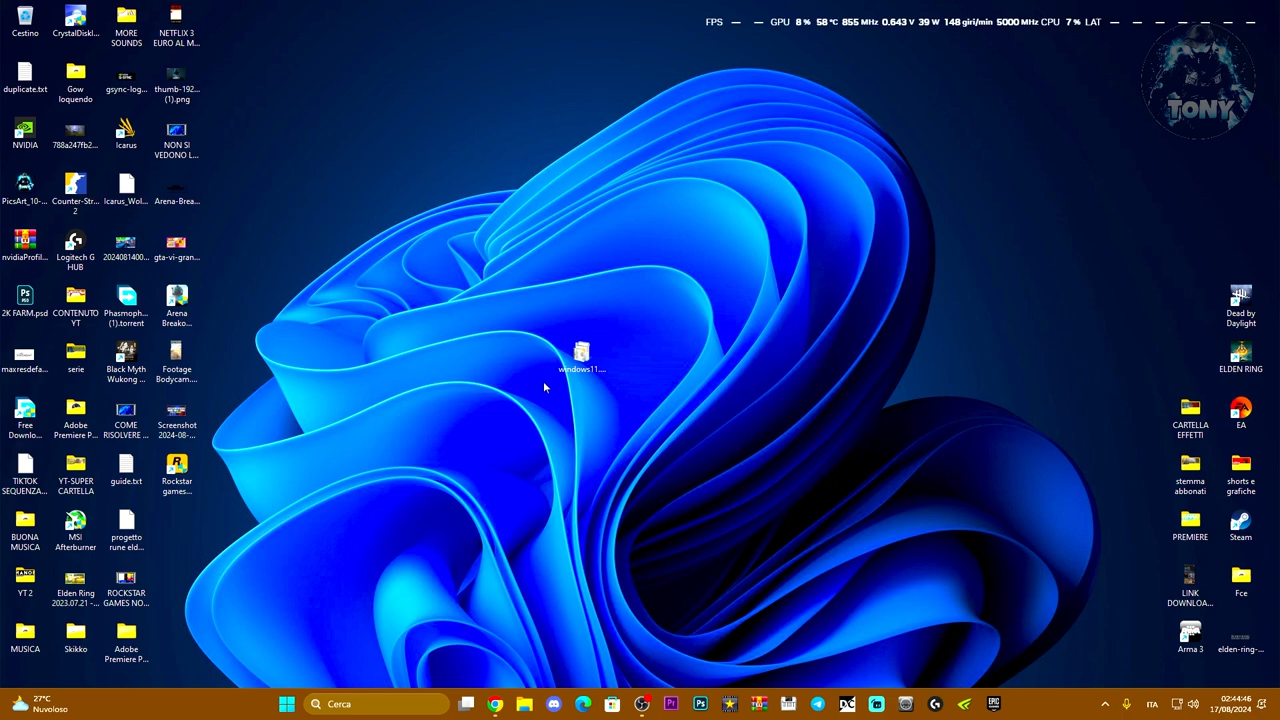 FPS — — GPU 8 % 58 °C 855 MHz 0.643 V 39 W 148 giri/min 5000 MHz CPU 7 % LAT — — — — — — —
TONY
Cestino
CrystalDiskI...
MORE
SOUNDS
NETFLIX 3
EURO AL M...
duplicate.txt
Gow
loquendo
gsync-log...
thumb-192...
(1).png
NVIDIA
788a247fb2...
Icarus
NON SI
VEDONO L...
PicsArt_10-...
Counter-Str...
2
Icarus_Wol...
Arena-Brea...
nvidiaProfil...
Logitech G
HUB
2024081400...
gta-vi-gran...
2K FARM.psd
CONTENUTO
YT
Phasmoph...
(1).torrent
Arena
Breako...
maxresdefa...
serie
Black Myth
Wukong ...
Footage
Bodycam....
Free
Downlo...
Adobe
Premiere P...
COME
RISOLVERE ...
Screenshot
2024-08-...
TIKTOK
SEQUENZA...
YT-SUPER
CARTELLA
guide.txt
Rockstar
games...
BUONA
MUSICA
MSI
Afterburner
progetto
rune eld...
YT 2
Elden Ring
2023.07.21 -...
ROCKSTAR
GAMES NO...
MUSICA
Skikko
Adobe
Premiere P...
windows11....
Dead by
Daylight
ELDEN RING
CARTELLA
EFFETTI
EA
stemma
abbonati
shorts e
grafiche
PREMIERE
Steam
LINK
DOWNLOA...
Fce
Arma 3
elden-ring-...
27°C
Nuvoloso
Cerca
ITA
02:44:46
17/08/2024